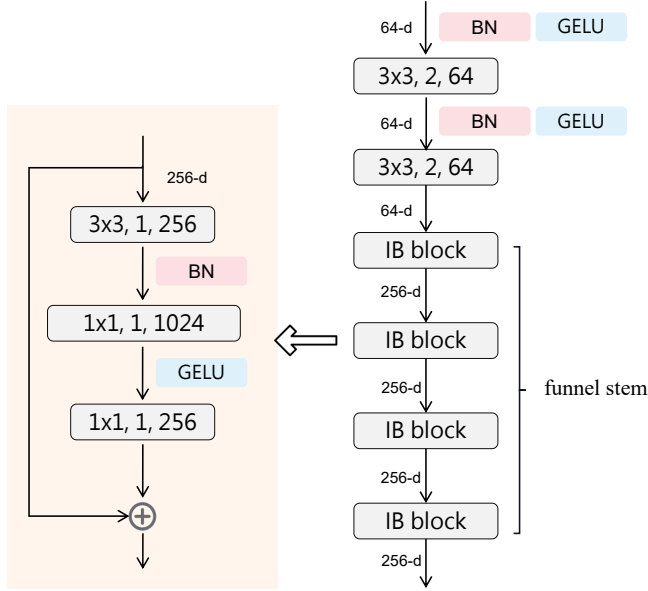 256-d
3x3, 1, 256
BN
1x1, 1, 1024
GELU
1x1, 1, 256
64-d
BN
GELU
3x3, 2, 64
64-d
BN
GELU
3x3, 2, 64
64-d
IB block
256-d
IB block
256-d
IB block
256-d
IB block
256-d
funnel stem